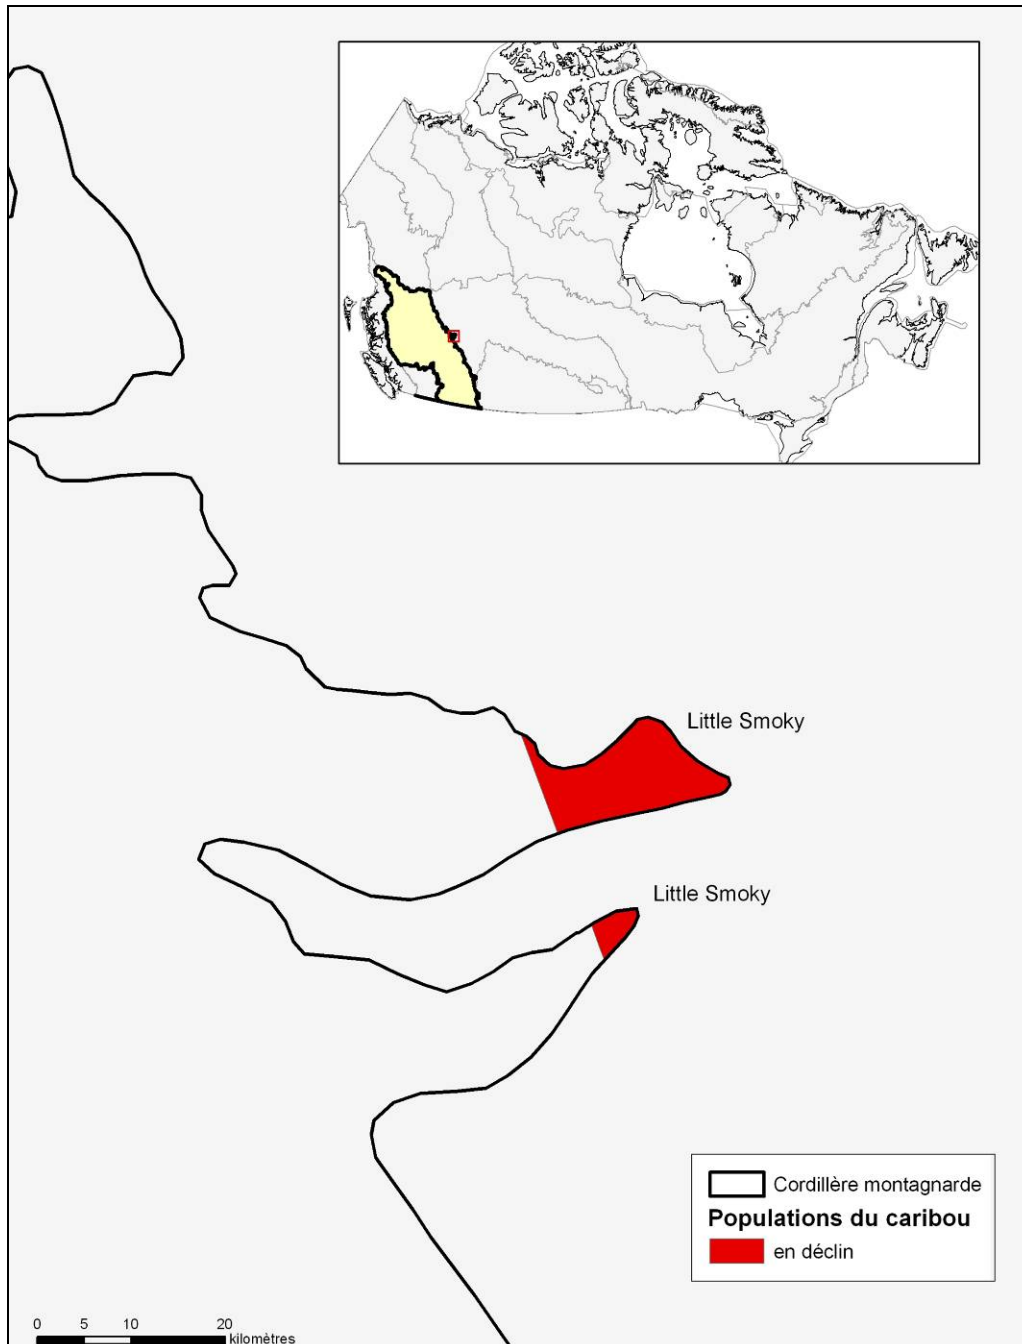 Little Smoky
Little Smoky
Cordillère montagnarde
Populations du caribou
en déclin
0 5 10 20
kilomètres